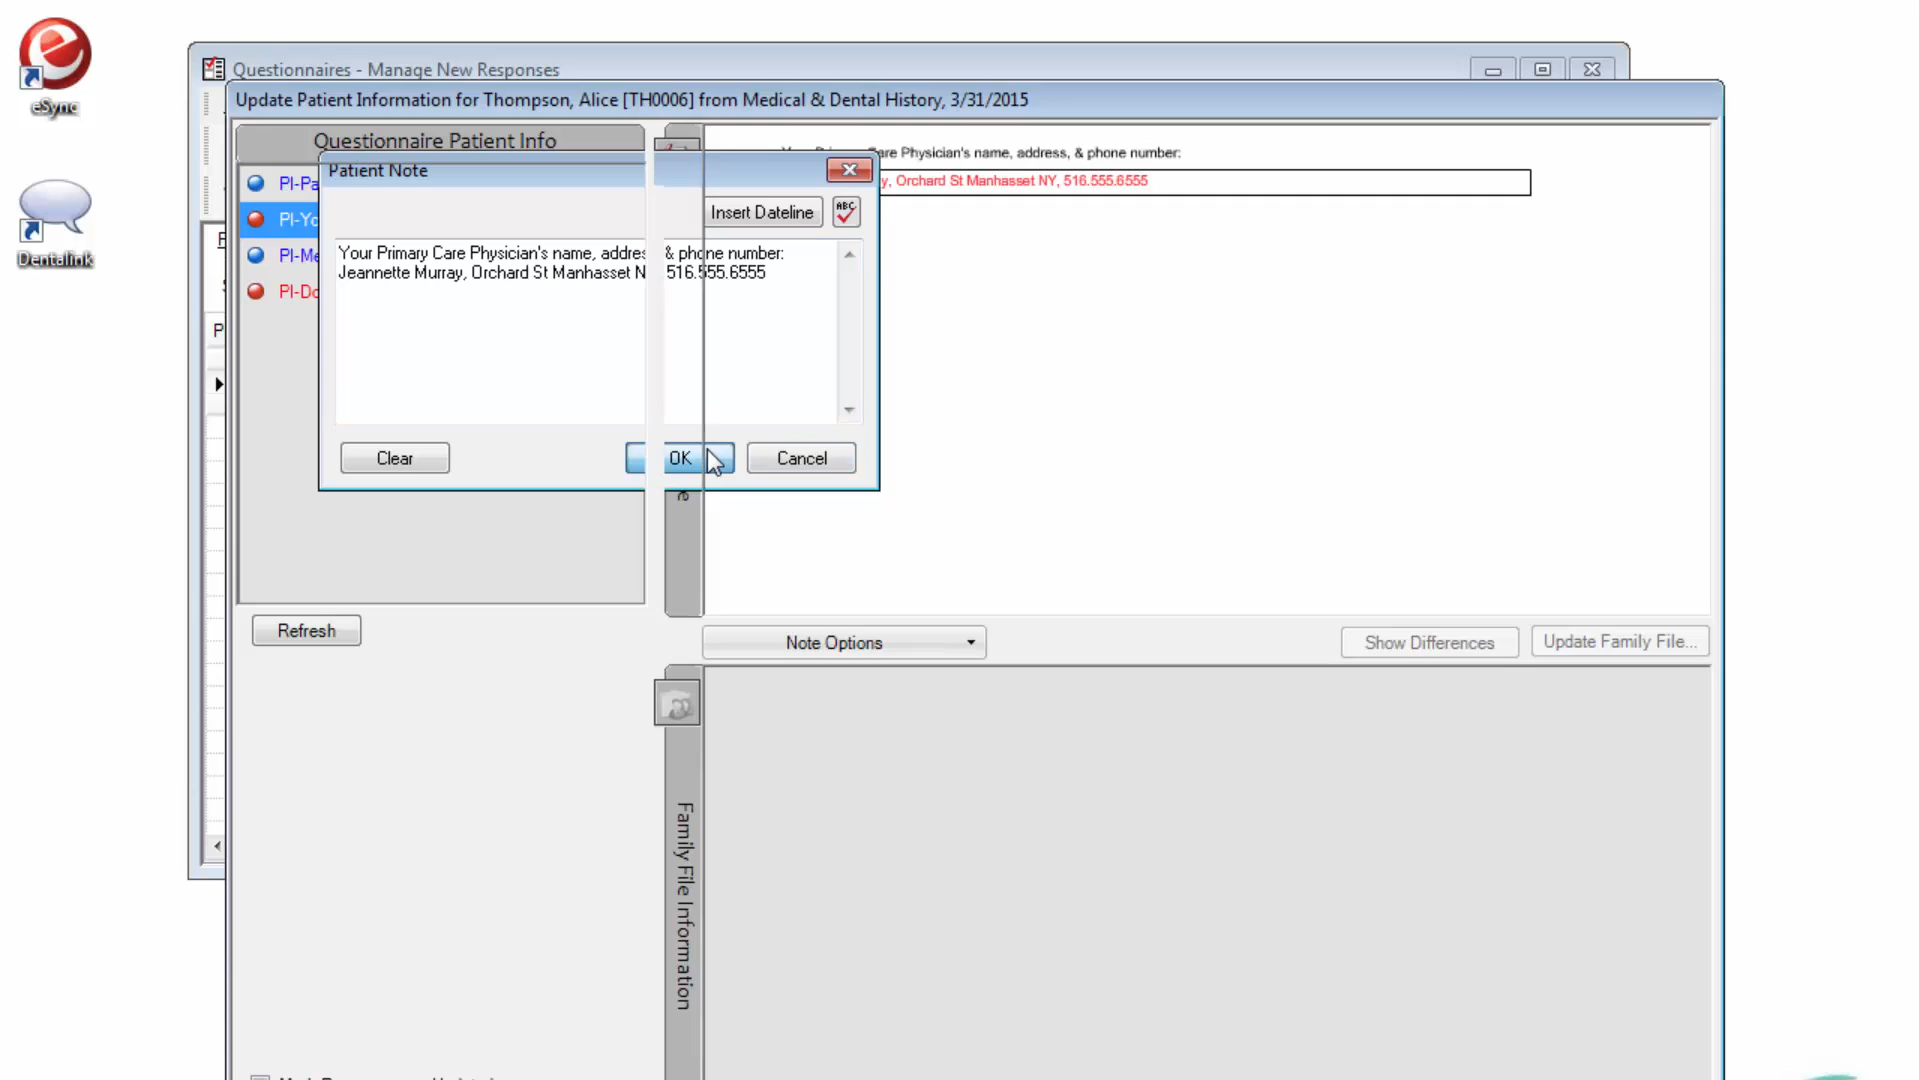 eSync
Dentalink
Questionnaires - Manage New Responses
Update Patient Information for Thompson, Alice [TH0006] from Medical & Dental History, 3/31/2015
Questionnaire Patient Info
PI-Pa
PI-Yo
PI-Me
PI-Do
Care Physician's name, address, & phone number:
y, Orchard St Manhasset NY, 516.555.6555
Patient Note
Insert Dateline
ABC
Your Primary Care Physician's name, addres & phone number:
Jeannette Murray, Orchard St Manhasset N 516.555.6555
Clear
OK
Cancel
P
e
Refresh
Note Options
Show Differences
Update Family File...
Family File Information